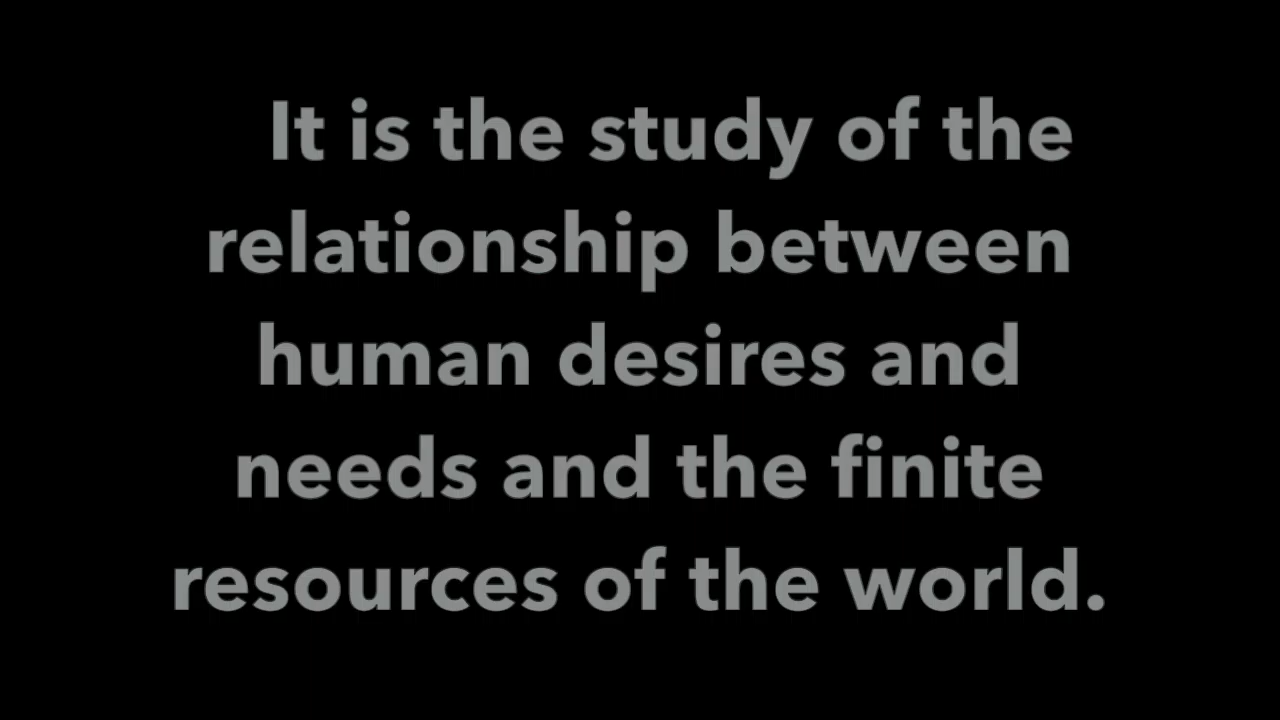 It is the study of the
relationship between
human desires and
needs and the finite
resources of the world.